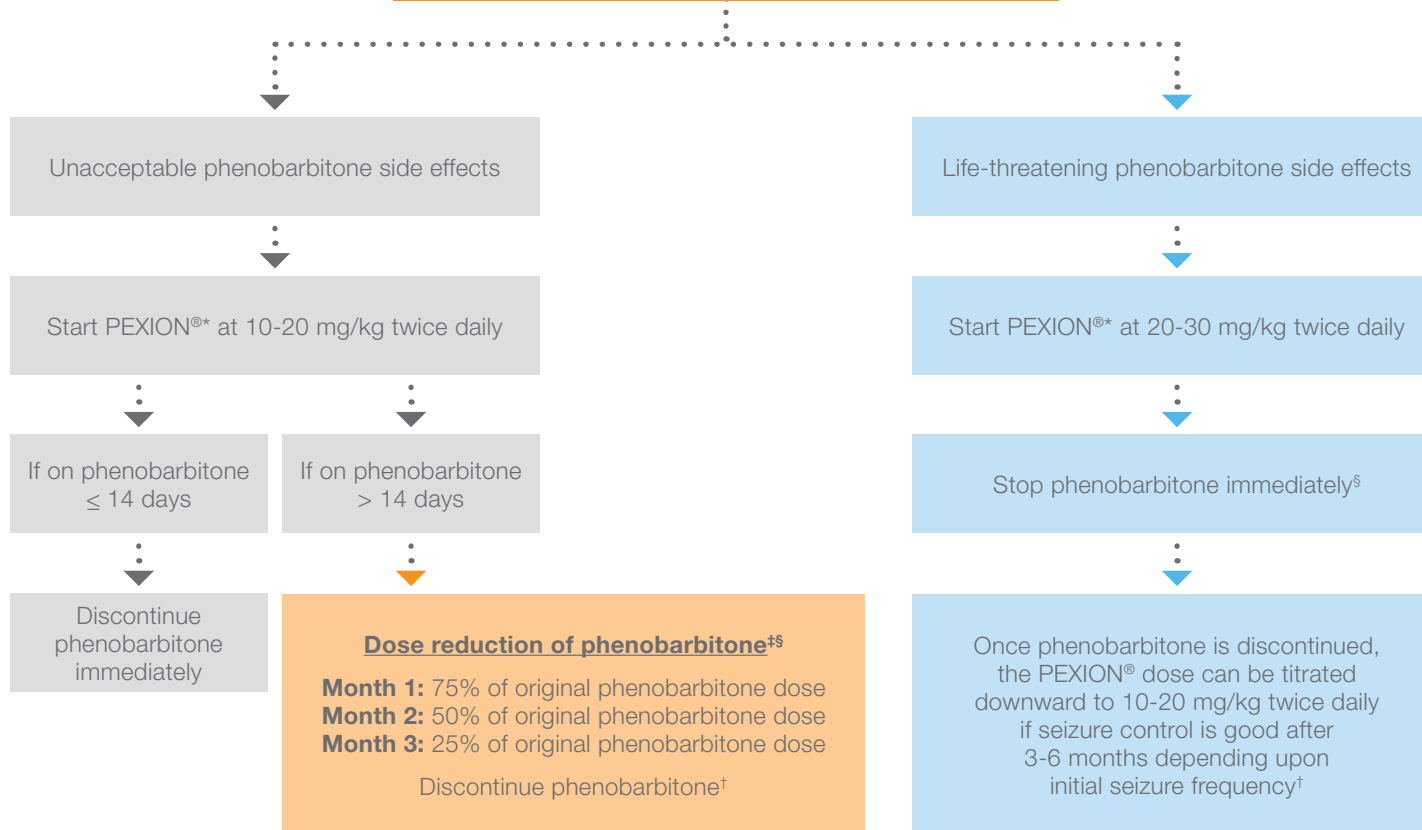 Unacceptable phenobarbitone side effects
Life-threatening phenobarbitone side effects
Start PEXION®* at 10-20 mg/kg twice daily
Start PEXION®* at 20-30 mg/kg twice daily
If on phenobarbitone
≤ 14 days
If on phenobarbitone
> 14 days
Stop phenobarbitone immediately§
Discontinue
phenobarbitone
immediately
Dose reduction of phenobarbitone‡§
Month 1: 75% of original phenobarbitone dose
Month 2: 50% of original phenobarbitone dose
Month 3: 25% of original phenobarbitone dose
Discontinue phenobarbitone†
Once phenobarbitone is discontinued,
the PEXION® dose can be titrated
downward to 10-20 mg/kg twice daily
if seizure control is good after
3-6 months depending upon
initial seizure frequency†